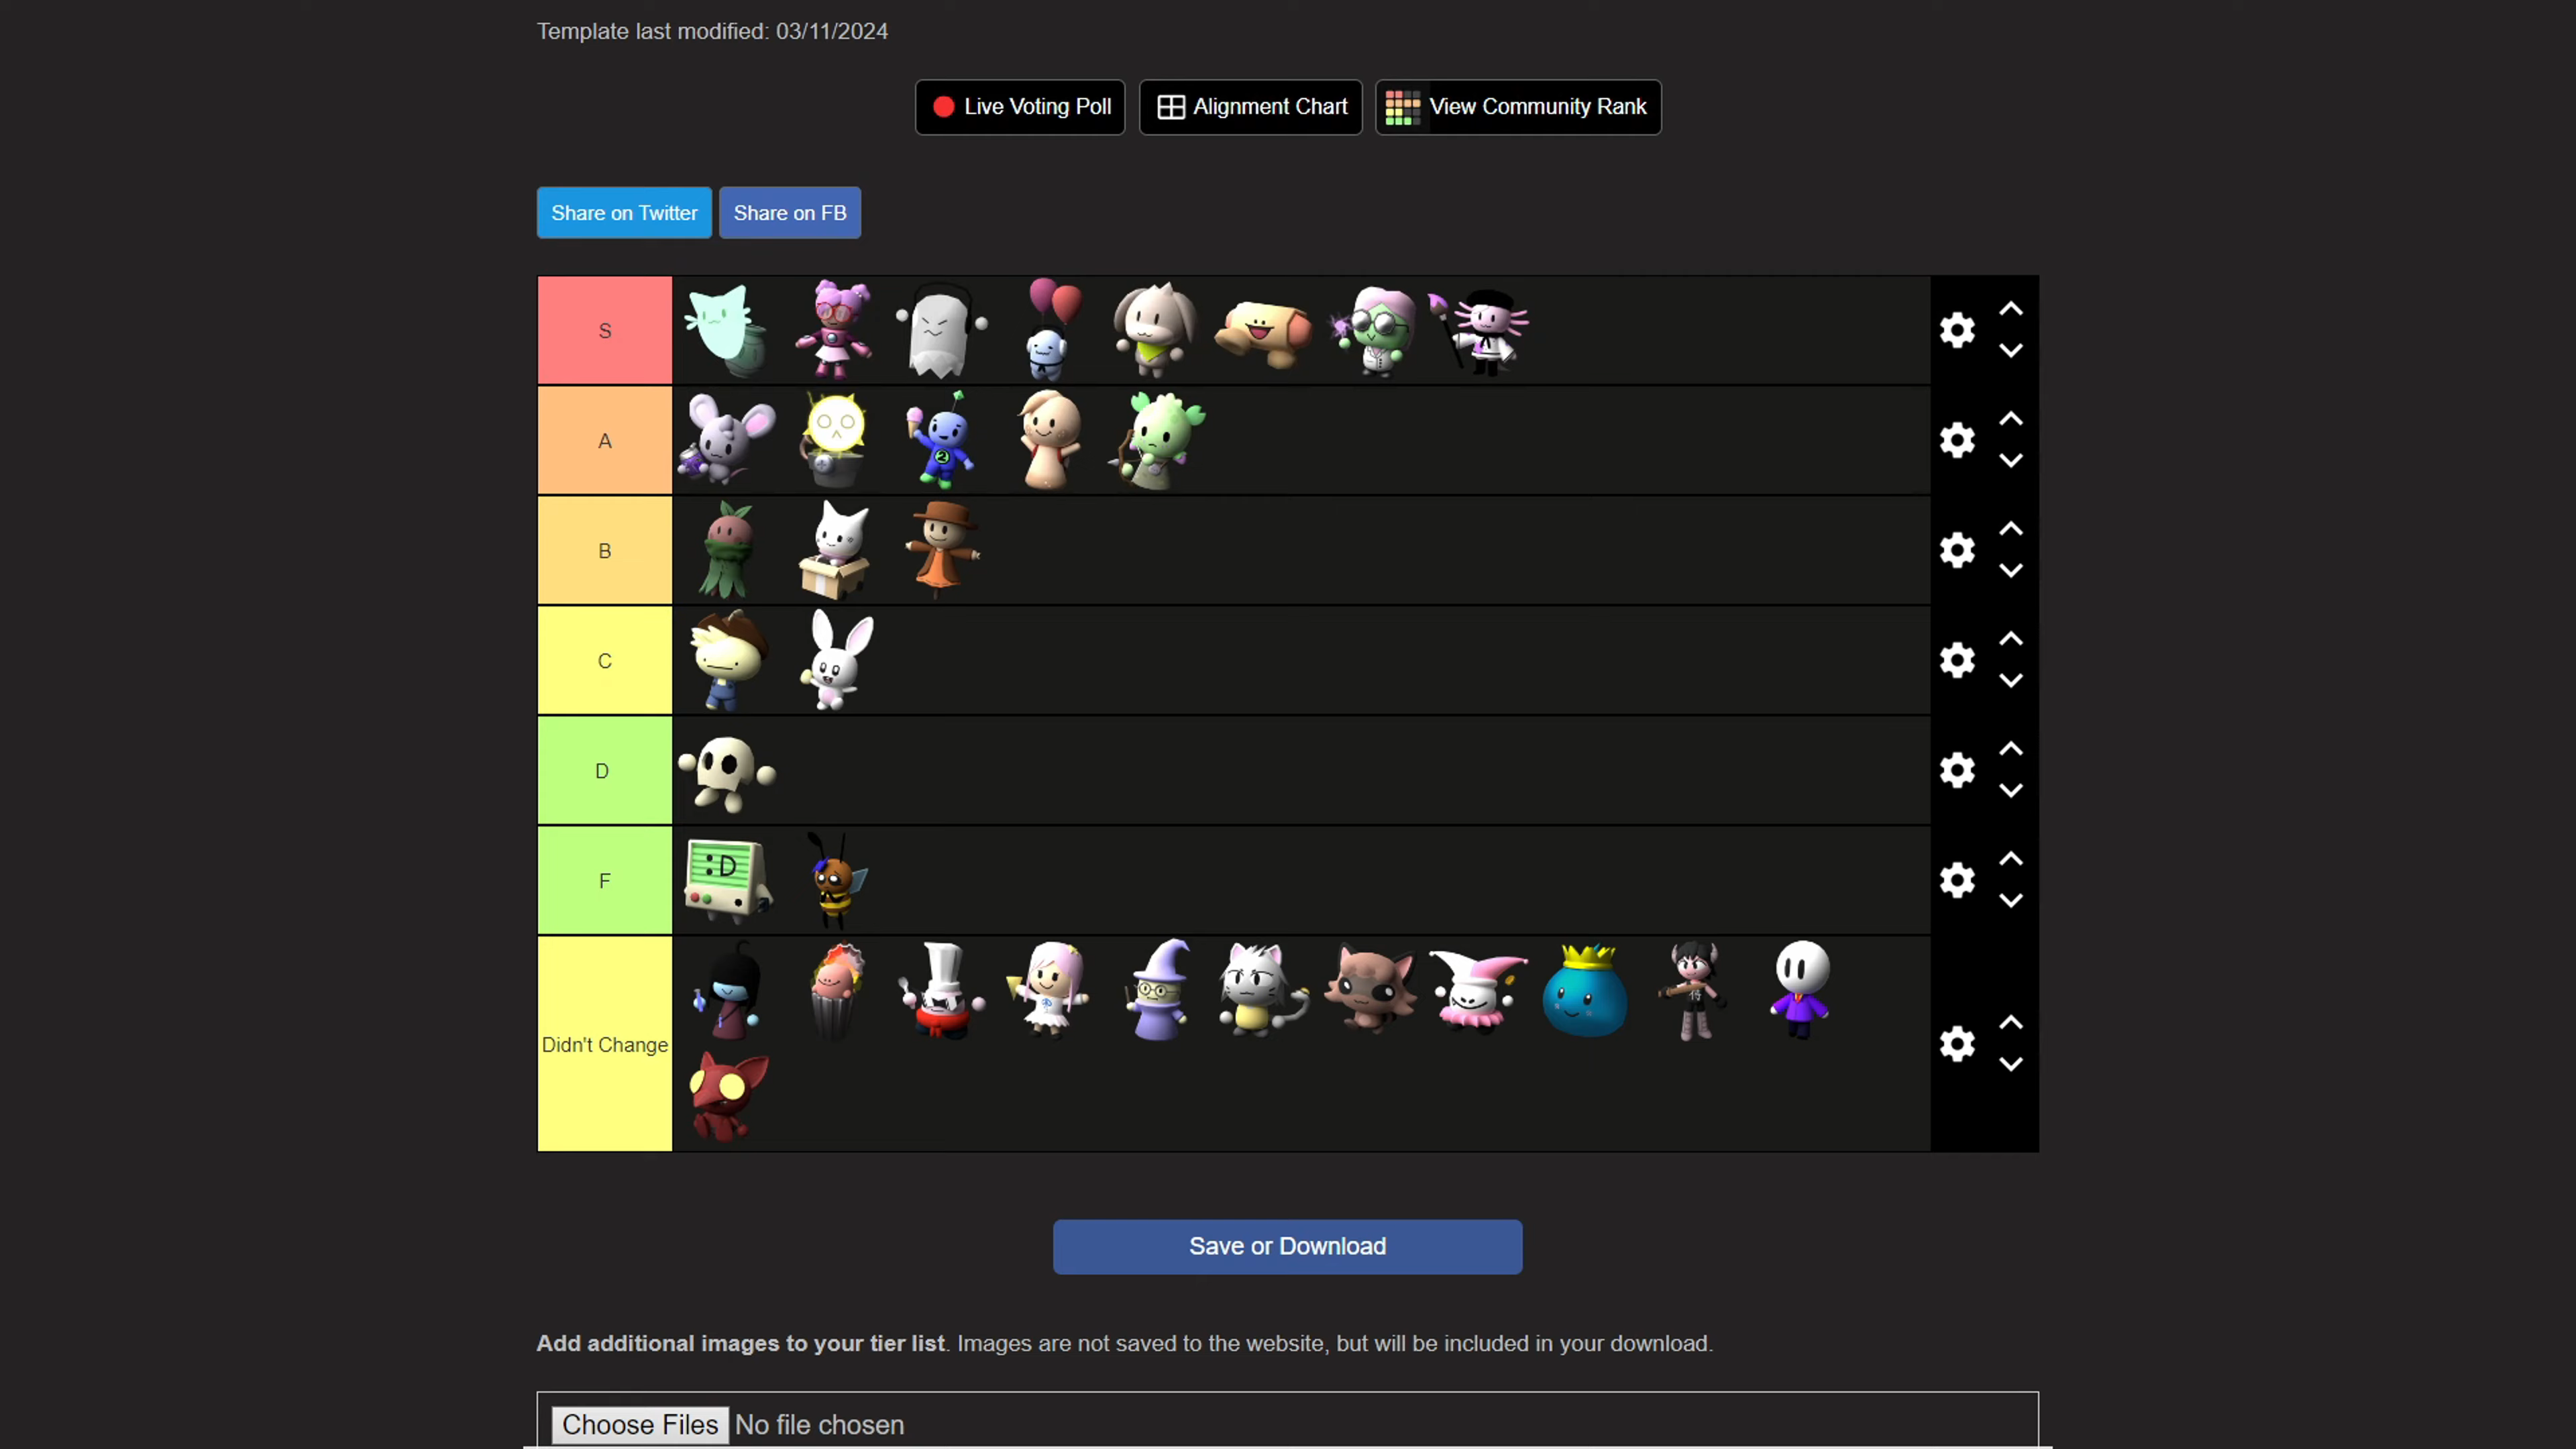 Template last modified: 03/11/2024
Live Voting Poll
Alignment Chart
View Community Rank
Share on Twitter
Share on FB
S
A
2
B
C
D
:D
F
Didn't Change
Save or Download
Add additional images to your tier list. Images are not saved to the website, but will be included in your download.
Choose Files No file chosen